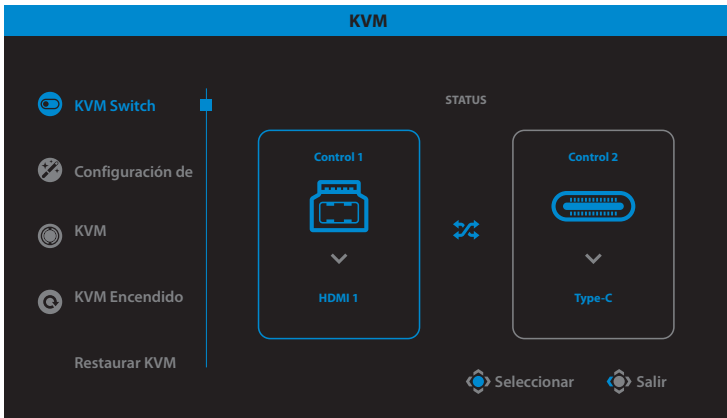 KVM
KVM Switch
Configuración de
KVM
KVM Encendido
Restaurar KVM
STATUS
Control 1
HDMI 1
Control 2
Type-C
Seleccionar
Salir